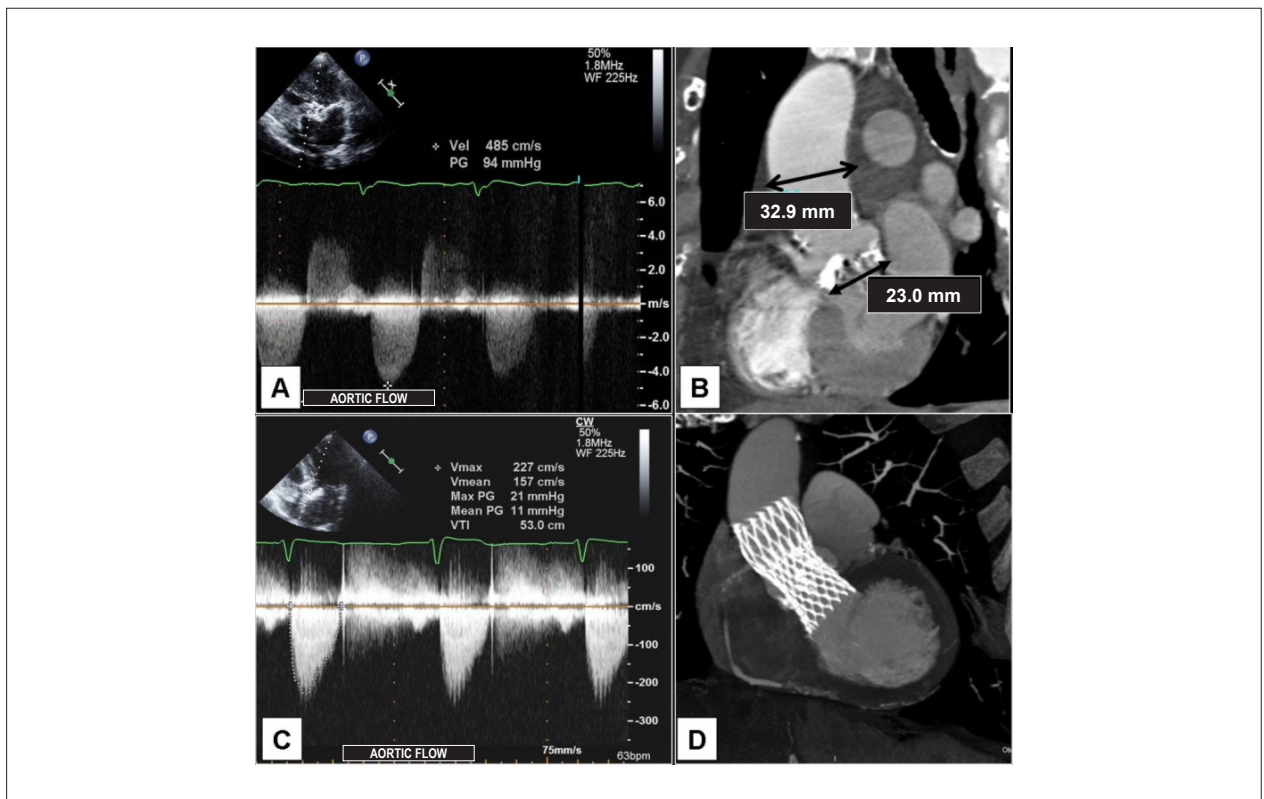 P
50%
1.8MHz
WF 225Hz
Vel 485 cm/s
PG 94 mmHg
6.0
4.0
2.0
m/s
-2.0
-4.0
-6.0
A
AORTIC FLOW
32.9 mm
23.0 mm
B
P
CW
50%
1.8MHz
WF 225Hz
Vmax 227 cm/s
Vmean 157 cm/s
Max PG 21 mmHg
Mean PG 11 mmHg
VTI 53.0 cm
100
cm/s
-100
-200
-300
C
AORTIC FLOW
75mm/s
63bpm
D